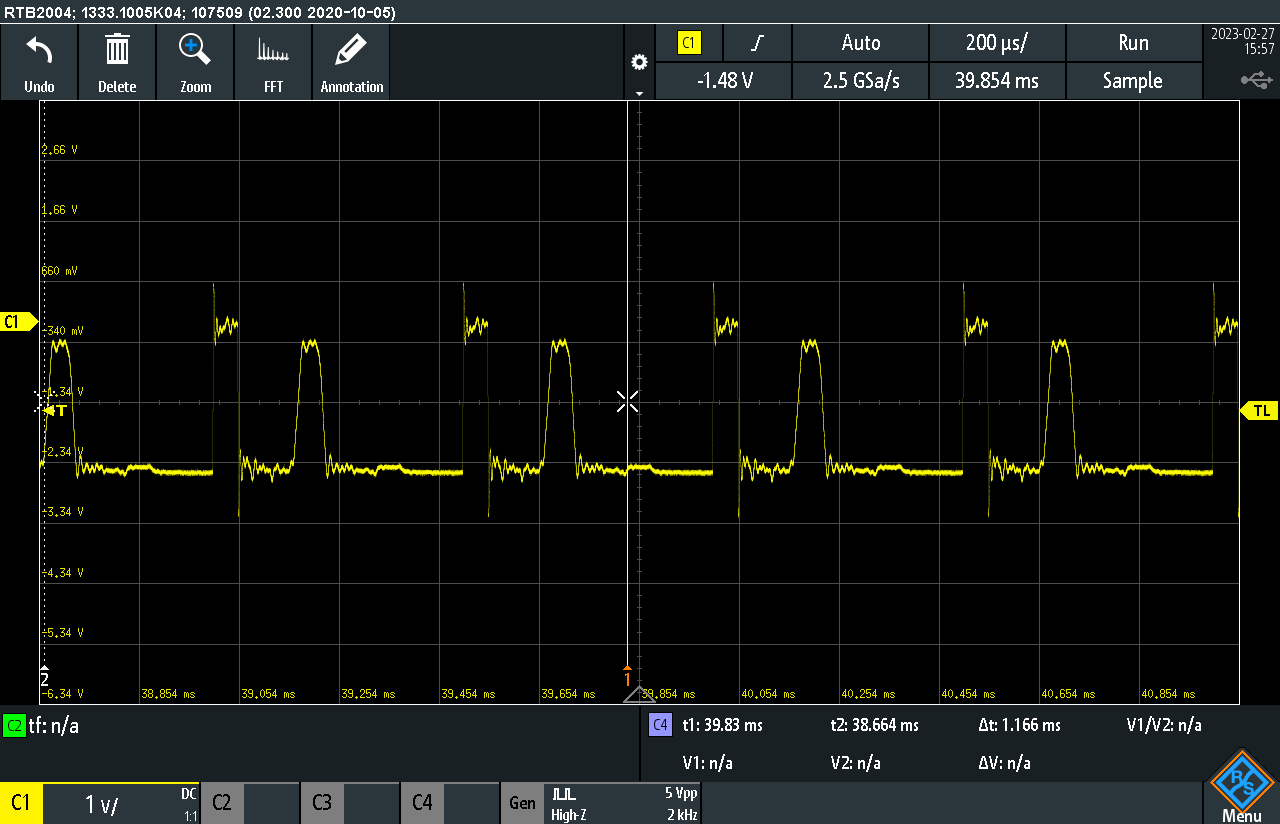 RTB2004; 1333.1005K04; 107509 (02.300 2020-10-05)
Undo
Delete
Zoom
FFT
Annotation
C1
Auto
200 µs/
Run
2023-02-27
15:57
-1.48 V
2.5 GSa/s
39.854 ms
Sample
2.66 V
1.66 V
660 mV
C1
-340 mV
-1.34 V
T
TL
-2.34 V
-3.34 V
-4.34 V
-5.34 V
2
1
-6.34 V
38.854 ms
39.054 ms
39.254 ms
39.454 ms
39.654 ms
39.854 ms
40.054 ms
40.254 ms
40.454 ms
40.654 ms
40.854 ms
C2 tf: n/a
C4 t1: 39.83 ms t2: 38.664 ms Δt: 1.166 ms V1/V2: n/a
V1: n/a V2: n/a ΔV: n/a
C1
1 V/
DC
1:1
C2
C3
C4
Gen
5 Vpp
High-Z
2 kHz
R S
Menu